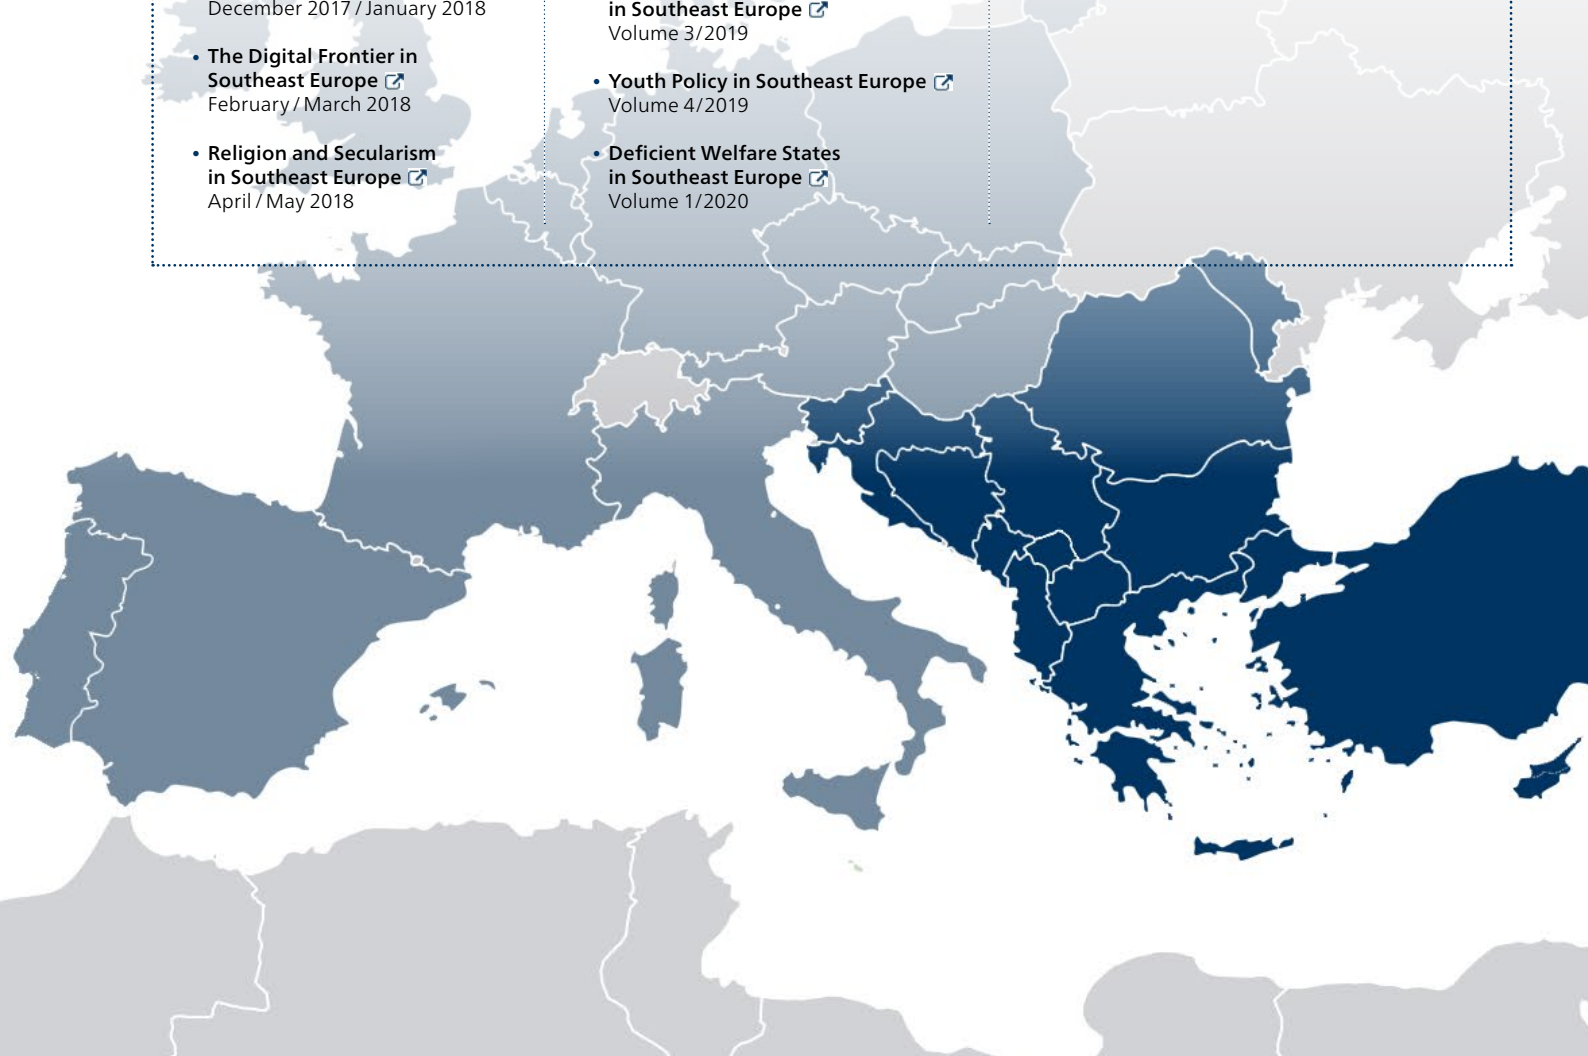 December 2017 / January 2018
• The Digital Frontier in
Southeast Europe
February / March 2018
• Religion and Secularism
in Southeast Europe
April / May 2018
in Southeast Europe
Volume 3/2019
• Youth Policy in Southeast Europe
Volume 4/2019
• Deficient Welfare States
in Southeast Europe
Volume 1/2020